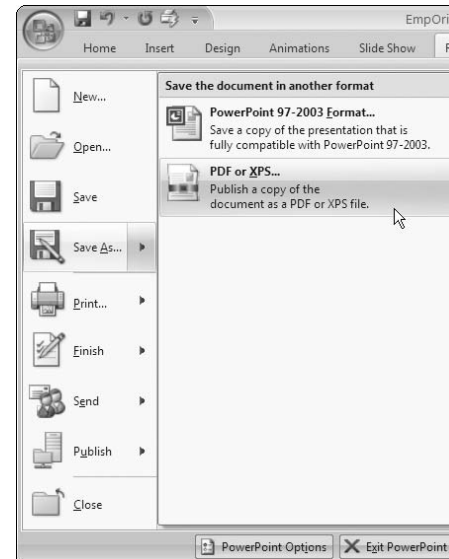 EmpOri
Home Insert Design Animations Slide Show
New...
Open...
Save
Save As...
Print...
Finish
Send
Publish
Close
Save the document in another format
PowerPoint 97-2003 Format...
Save a copy of the presentation that is
fully compatible with PowerPoint 97-2003.
PDF or XPS...
Publish a copy of the
document as a PDF or XPS file.
PowerPoint Options Exit PowerPoint